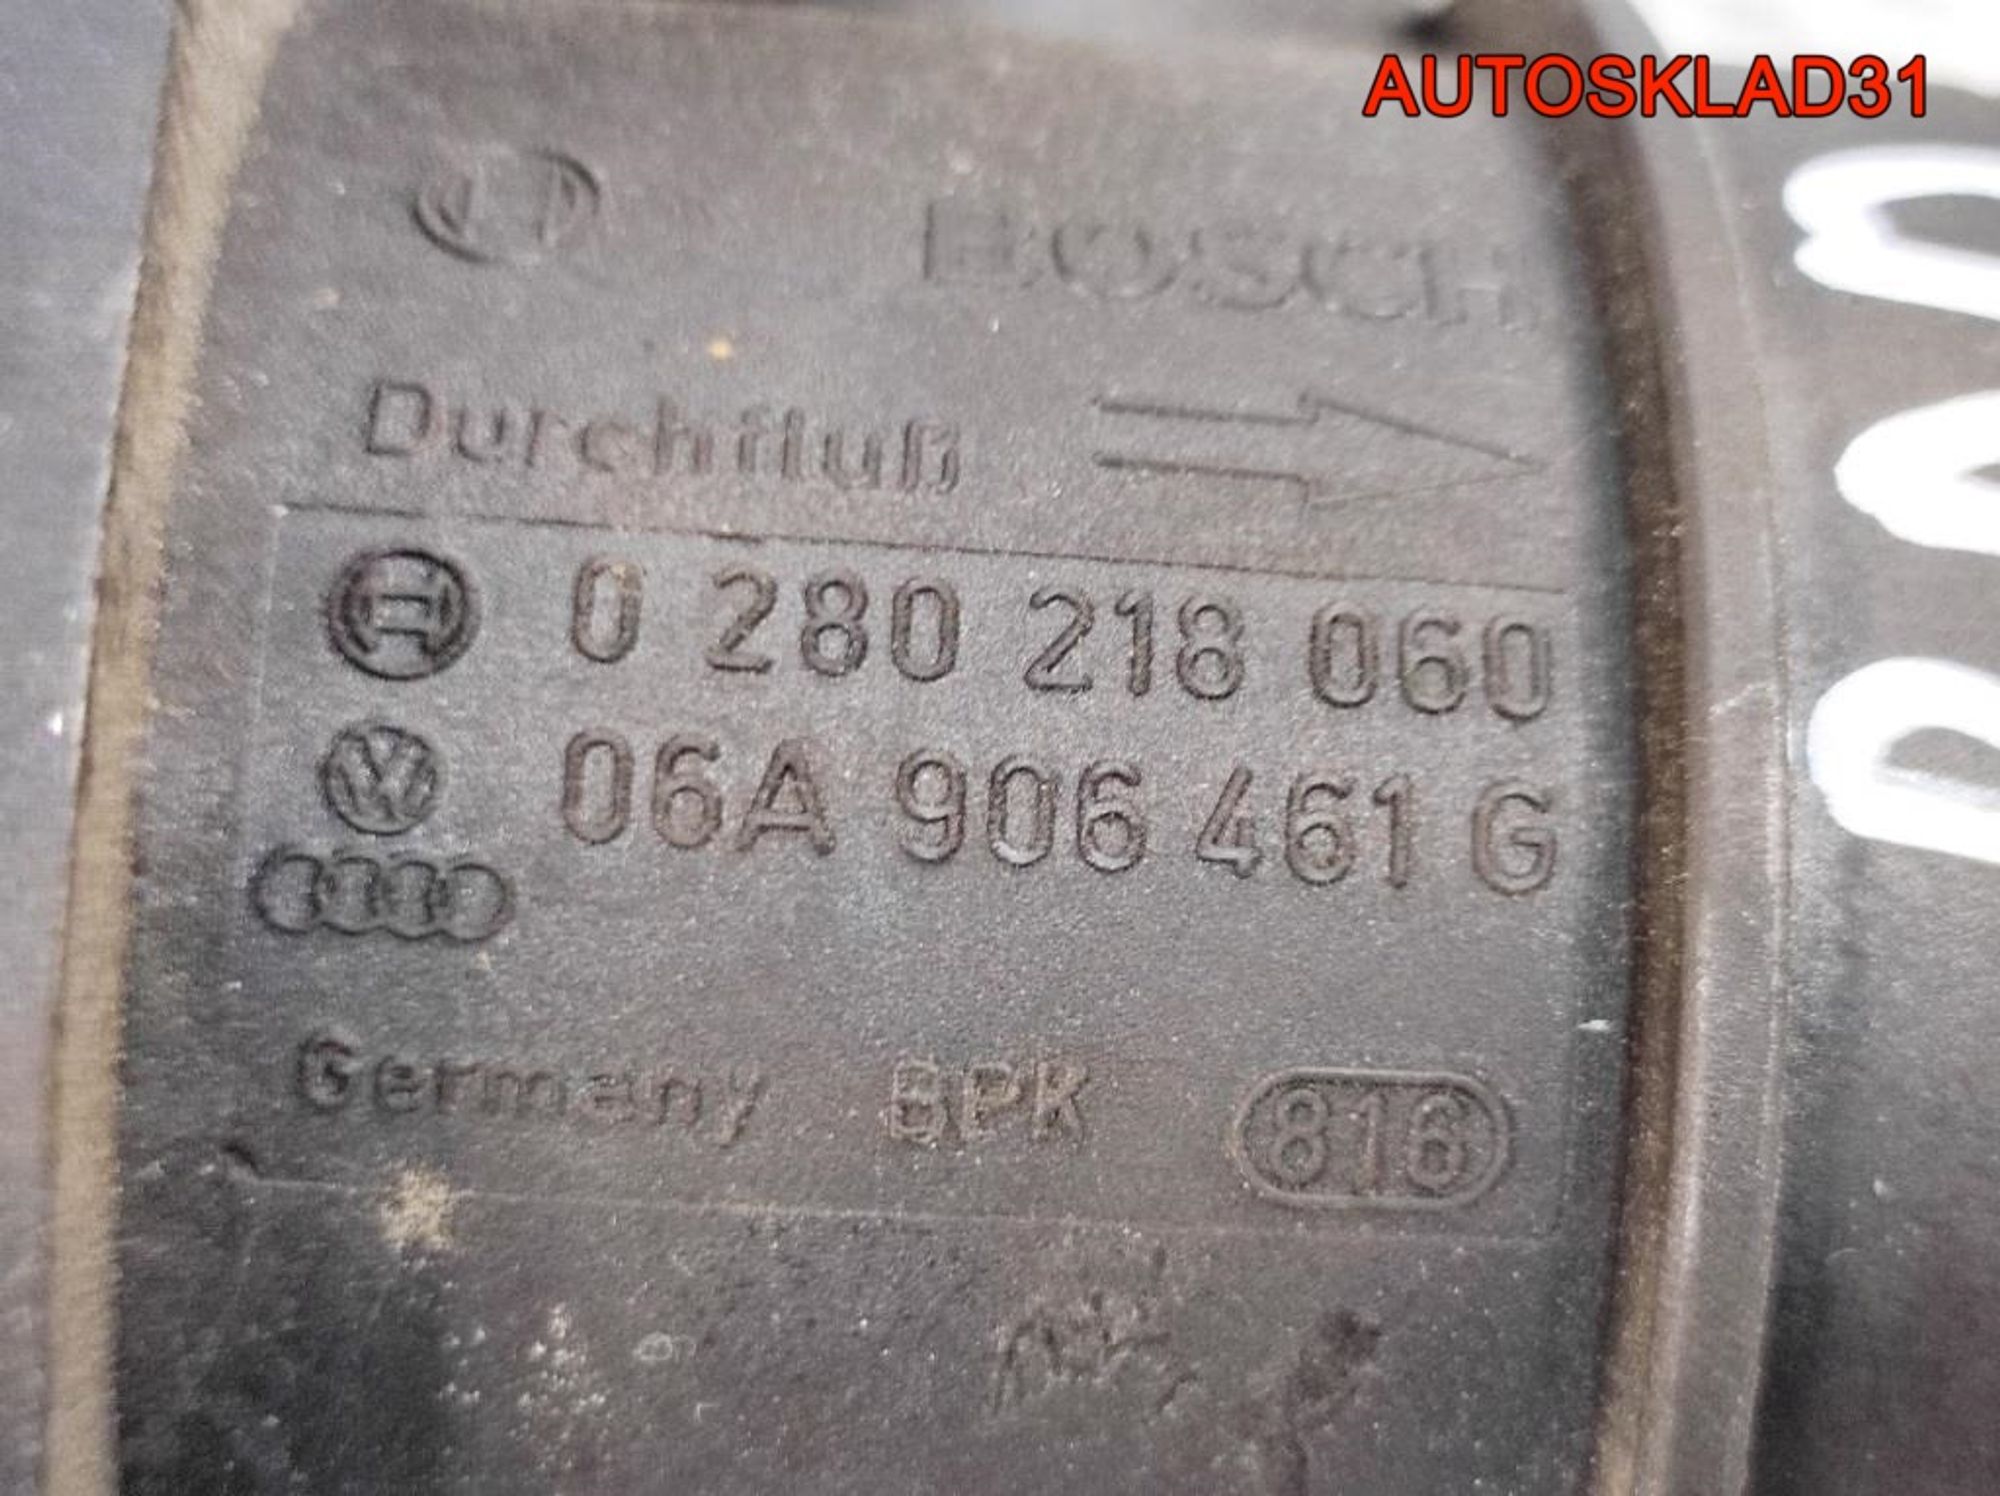 AUTOSKLAD31
BOSCH
Durchfluß
0 280 218 060
06A 906 461 G
Germany BPK 816